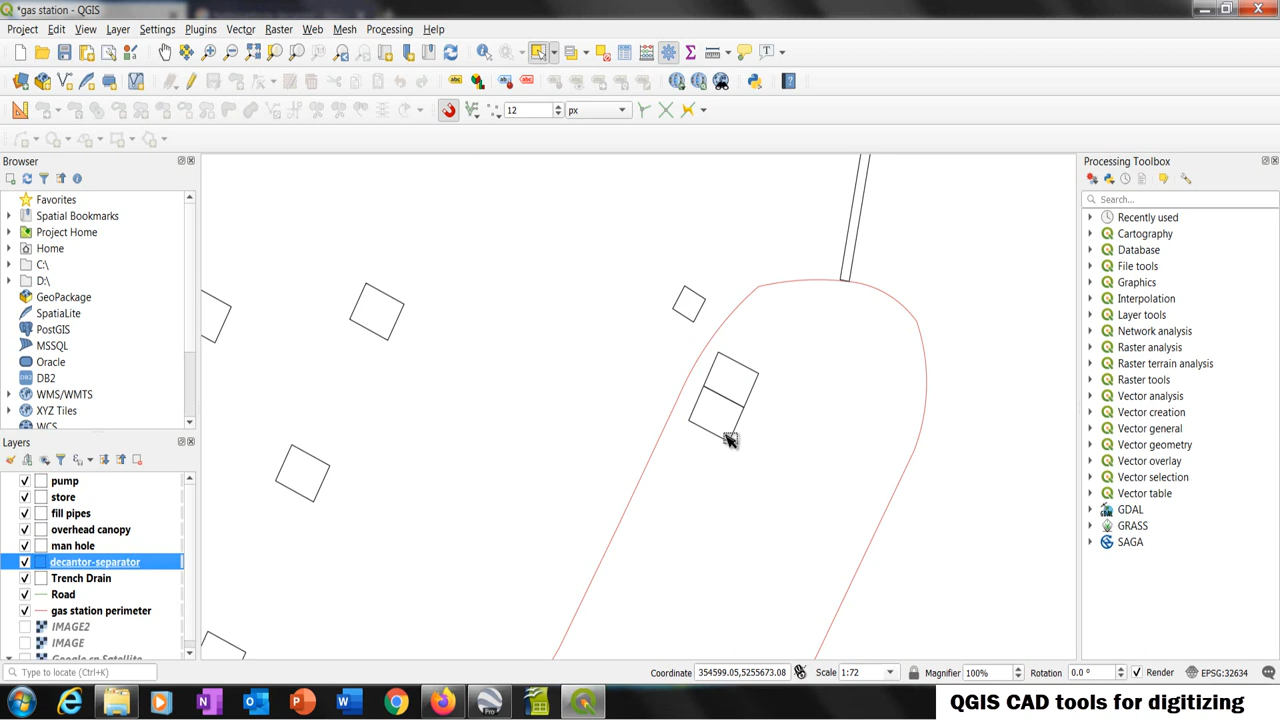 *gas station - QGIS
Project Edit View Layer Settings Plugins Vector Raster Web Mesh Processing Help
12 px
Browser
Favorites
Spatial Bookmarks
Project Home
Home
C:\
D:\
GeoPackage
SpatiaLite
PostGIS
MSSQL
Oracle
DB2
WMS/WMTS
XYZ Tiles
WCS
Layers
pump
store
fill pipes
overhead canopy
man hole
decantor-separator
Trench Drain
Road
gas station perimeter
IMAGE2
IMAGE
Google cn Satellite
Processing Toolbox
Search...
Recently used
Cartography
Database
File tools
Graphics
Interpolation
Layer tools
Network analysis
Raster analysis
Raster terrain analysis
Raster tools
Vector analysis
Vector creation
Vector general
Vector geometry
Vector overlay
Vector selection
Vector table
GDAL
GRASS
SAGA
Type to locate (Ctrl+K) Coordinate 354599.05,5255673.08 Scale 1:72 Magnifier 100% Rotation 0.0 ° Render EPSG:32634
QGIS CAD tools for digitizing